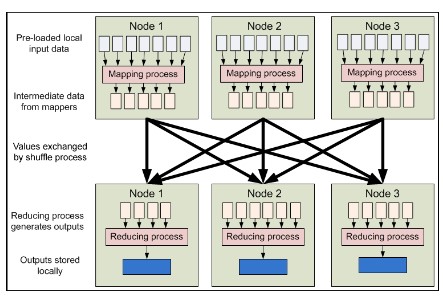 Node 1
Node 2
Node 3
Pre-loaded local
input data
Mapping process
Mapping process
Mapping process
Intermediate data
from mappers
Values exchanged
by shuffle process
Node 1
Node 2
Node 3
Reducing process
generates outputs
Reducing process
Reducing process
Reducing process
Outputs stored
locally